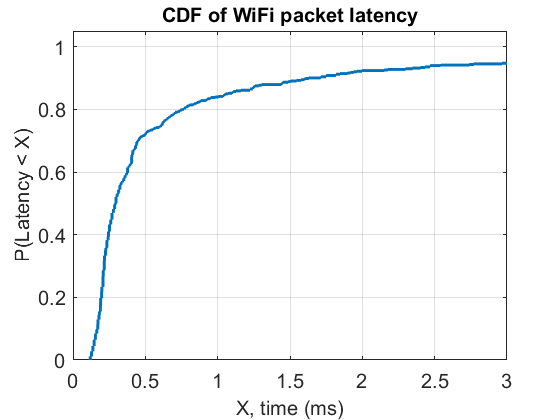 CDF of WiFi packet latency
P(Latency < X)
1
0.8
0.6
0.4
0.2
0
0 0.5 1 1.5 2 2.5 3
X, time (ms)